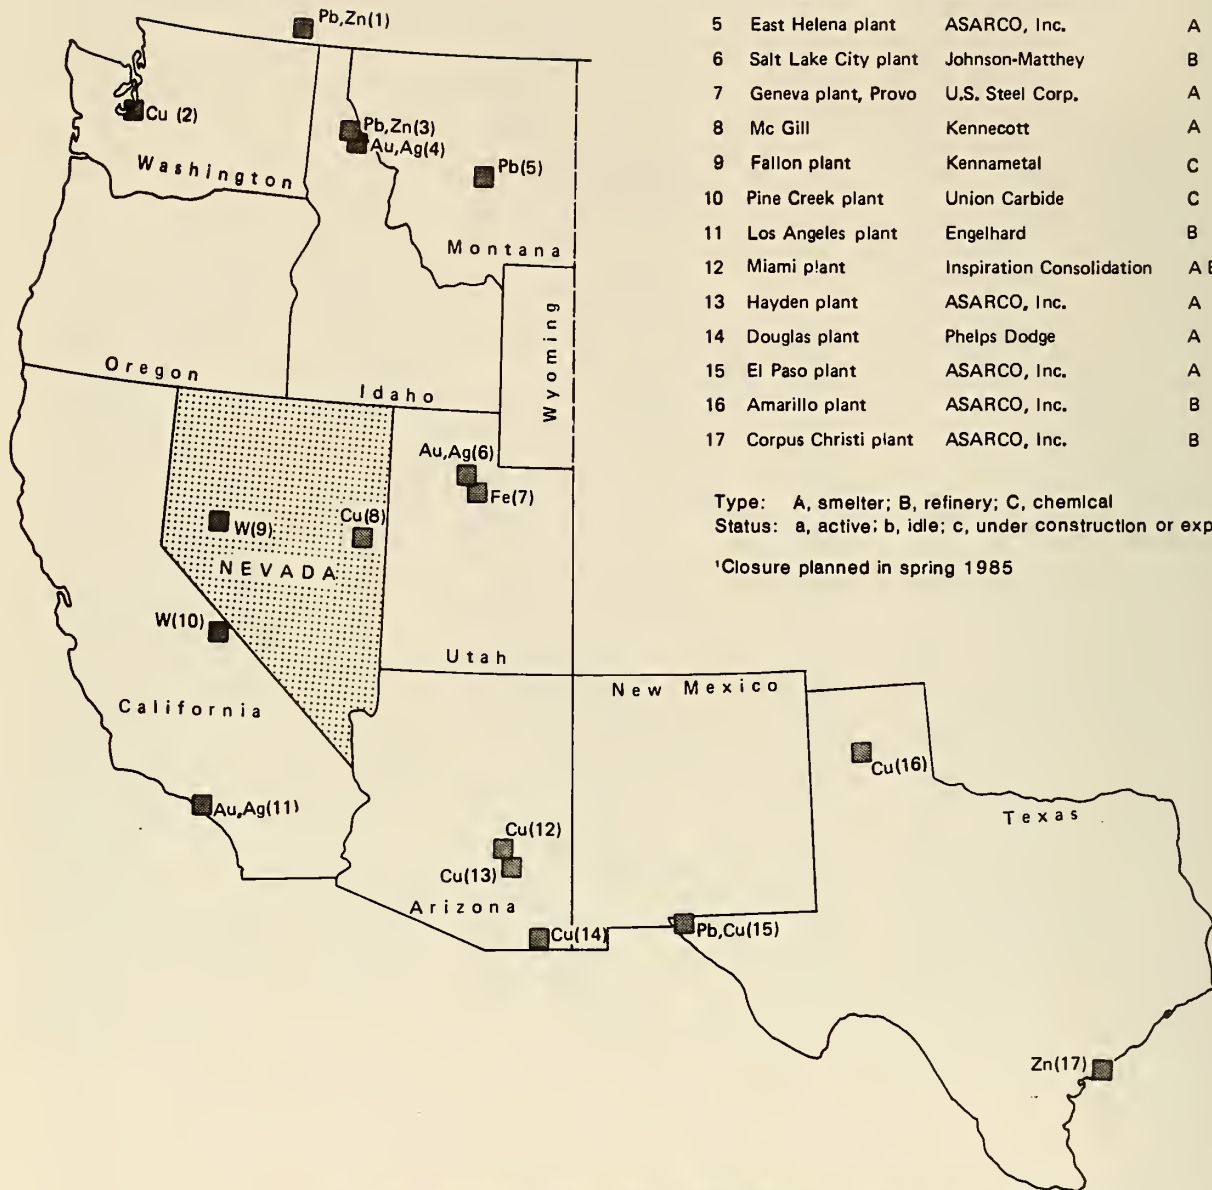 5 East Helena plant ASARCO, Inc. A
6 Salt Lake City plant Johnson-Matthey B
7 Geneva plant, Provo U.S. Steel Corp. A
8 Mc Gill Kennecott A
9 Fallon plant Kennametal C
10 Pine Creek plant Union Carbide C
11 Los Angeles plant Engelhard B
12 Miami plant Inspiration Consolidation A
13 Hayden plant ASARCO, Inc. A
14 Douglas plant Phelps Dodge A
15 El Paso plant ASARCO, Inc. A
16 Amarillo plant ASARCO, Inc. B
17 Corpus Christi plant ASARCO, Inc. B
Type: A, smelter; B, refinery; C, chemical
Status: a, active; b, idle; c, under construction or
¹Closure planned in spring 1985
Pb,Zn(1)
Cu (2)
Pb,Zn(3)
Au,Ag(4)
Washington
Pb(5)
Montana
Wyoming
Oregon
Idaho
Au,Ag(6)
Fe(7)
W(9)
Cu(8)
NEVADA
W(10)
Utah
New Mexico
California
Cu(16)
Texas
Au,Ag(11)
Cu(12)
Cu(13)
Arizona
Cu(14)
Pb,Cu(15)
Zn(17)